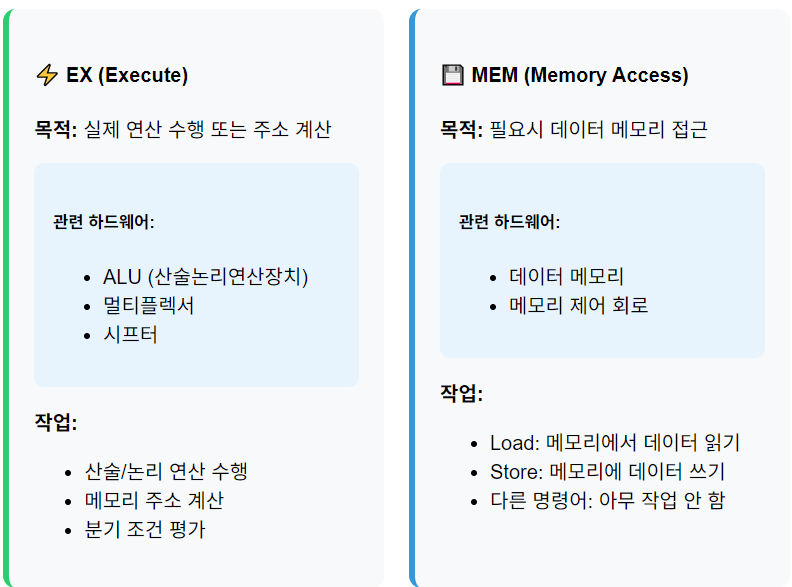 ⚡ EX (Execute)
목적: 실제 연산 수행 또는 주소 계산
관련 하드웨어:
• ALU (산술논리연산장치)
• 멀티플렉서
• 시프터
작업:
• 산술/논리 연산 수행
• 메모리 주소 계산
• 분기 조건 평가
💾 MEM (Memory Access)
목적: 필요시 데이터 메모리 접근
관련 하드웨어:
• 데이터 메모리
• 메모리 제어 회로
작업:
• Load: 메모리에서 데이터 읽기
• Store: 메모리에 데이터 쓰기
• 다른 명령어: 아무 작업 안 함